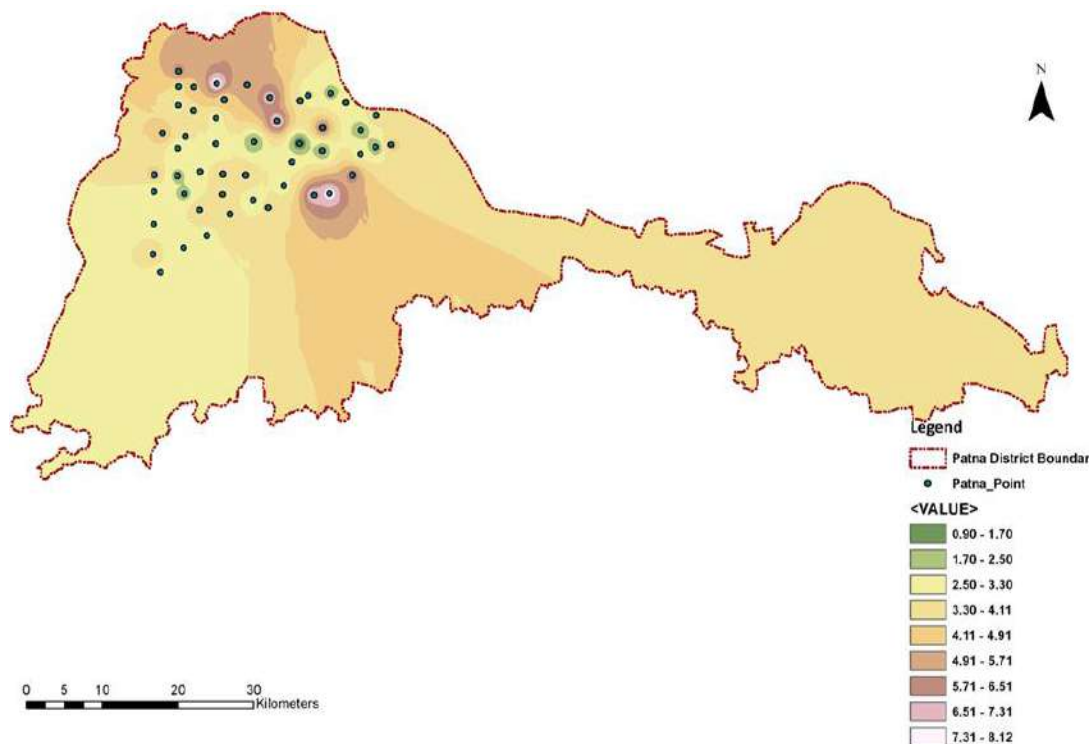 N
Legend
Patna District Boundar
Patna_Point
<VALUE>
0.90 - 1.70
1.70 - 2.50
2.50 - 3.30
3.30 - 4.11
4.11 - 4.91
4.91 - 5.71
5.71 - 6.51
6.51 - 7.31
7.31 - 8.12
0 5 10 20 30
Kilometers